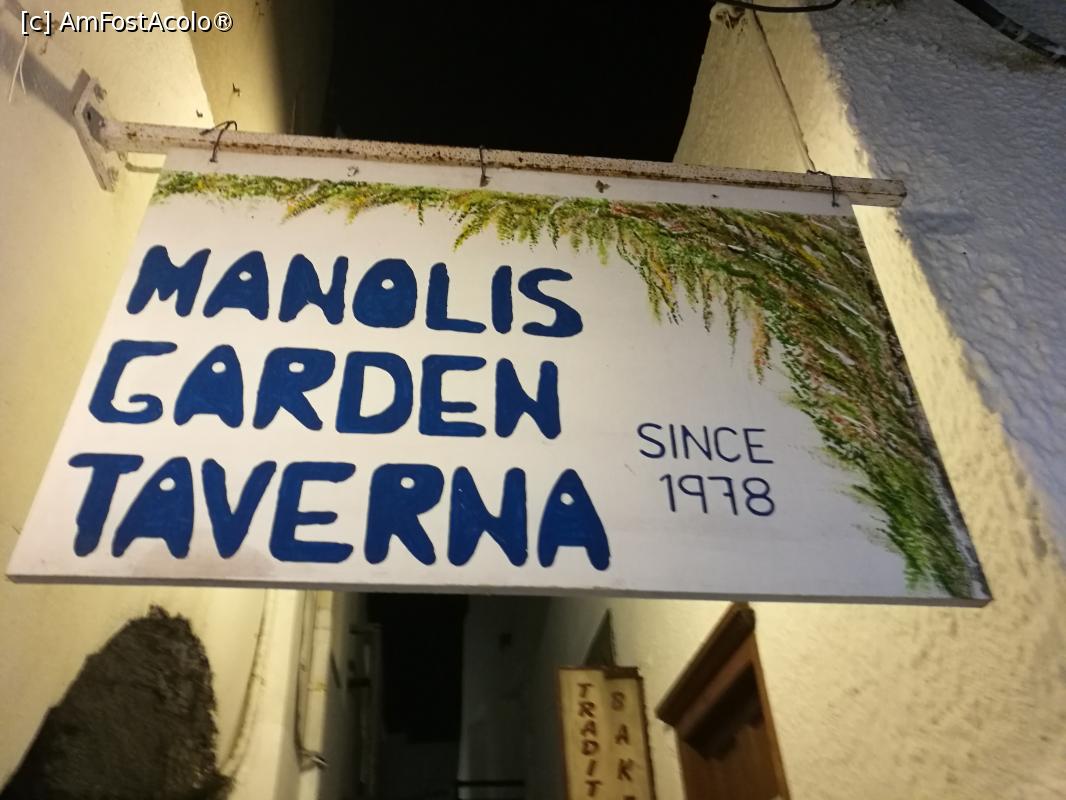 [c] AmFostAcolo®
MANOLIS
GARDEN
TAVERNA
SINCE
1978